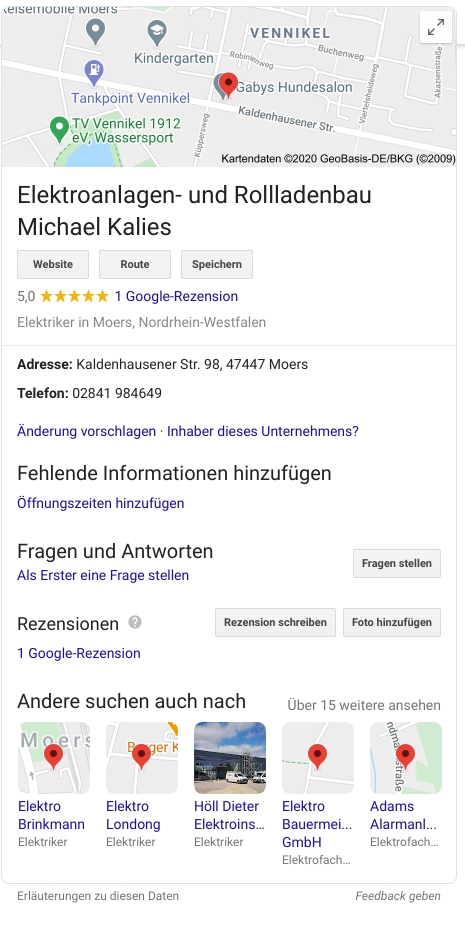 Reisemobile Moers
VENNIKEL
Kindergarten
Buchenweg
Robinieweg
Akazienstraße
Tankpoint Vennikel
Gabys Hundesalon
Viertelsheideweg
Kaldenhausener Str.
TV Vennikel 1912
eV, Wassersport
Küppersweg
Kartendaten ©2020 GeoBasis-DE/BKG (©2009)
Elektroanlagen- und Rollladenbau
Michael Kalies
Website Route Speichern
5,0 ★★★★★ 1 Google-Rezension
Elektriker in Moers, Nordrhein-Westfalen
Adresse: Kaldenhausener Str. 98, 47447 Moers
Telefon: 02841 984649
Änderung vorschlagen · Inhaber dieses Unternehmens?
Fehlende Informationen hinzufügen
Öffnungszeiten hinzufügen
Fragen und Antworten
Fragen stellen
Als Erster eine Frage stellen
Rezensionen ? Rezension schreiben Foto hinzufügen
1 Google-Rezension
Andere suchen auch nach Über 15 weitere ansehen
Moers
Burger K
ndmannstraße
Elektro
Brinkmann
Elektriker
Elektro
Londong
Elektriker
Höll Dieter
Elektroins...
Elektriker
Elektro
Bauermei...
GmbH
Elektrofach...
Adams
Alarmanl...
Elektrofach...
Erläuterungen zu diesen Daten Feedback geben